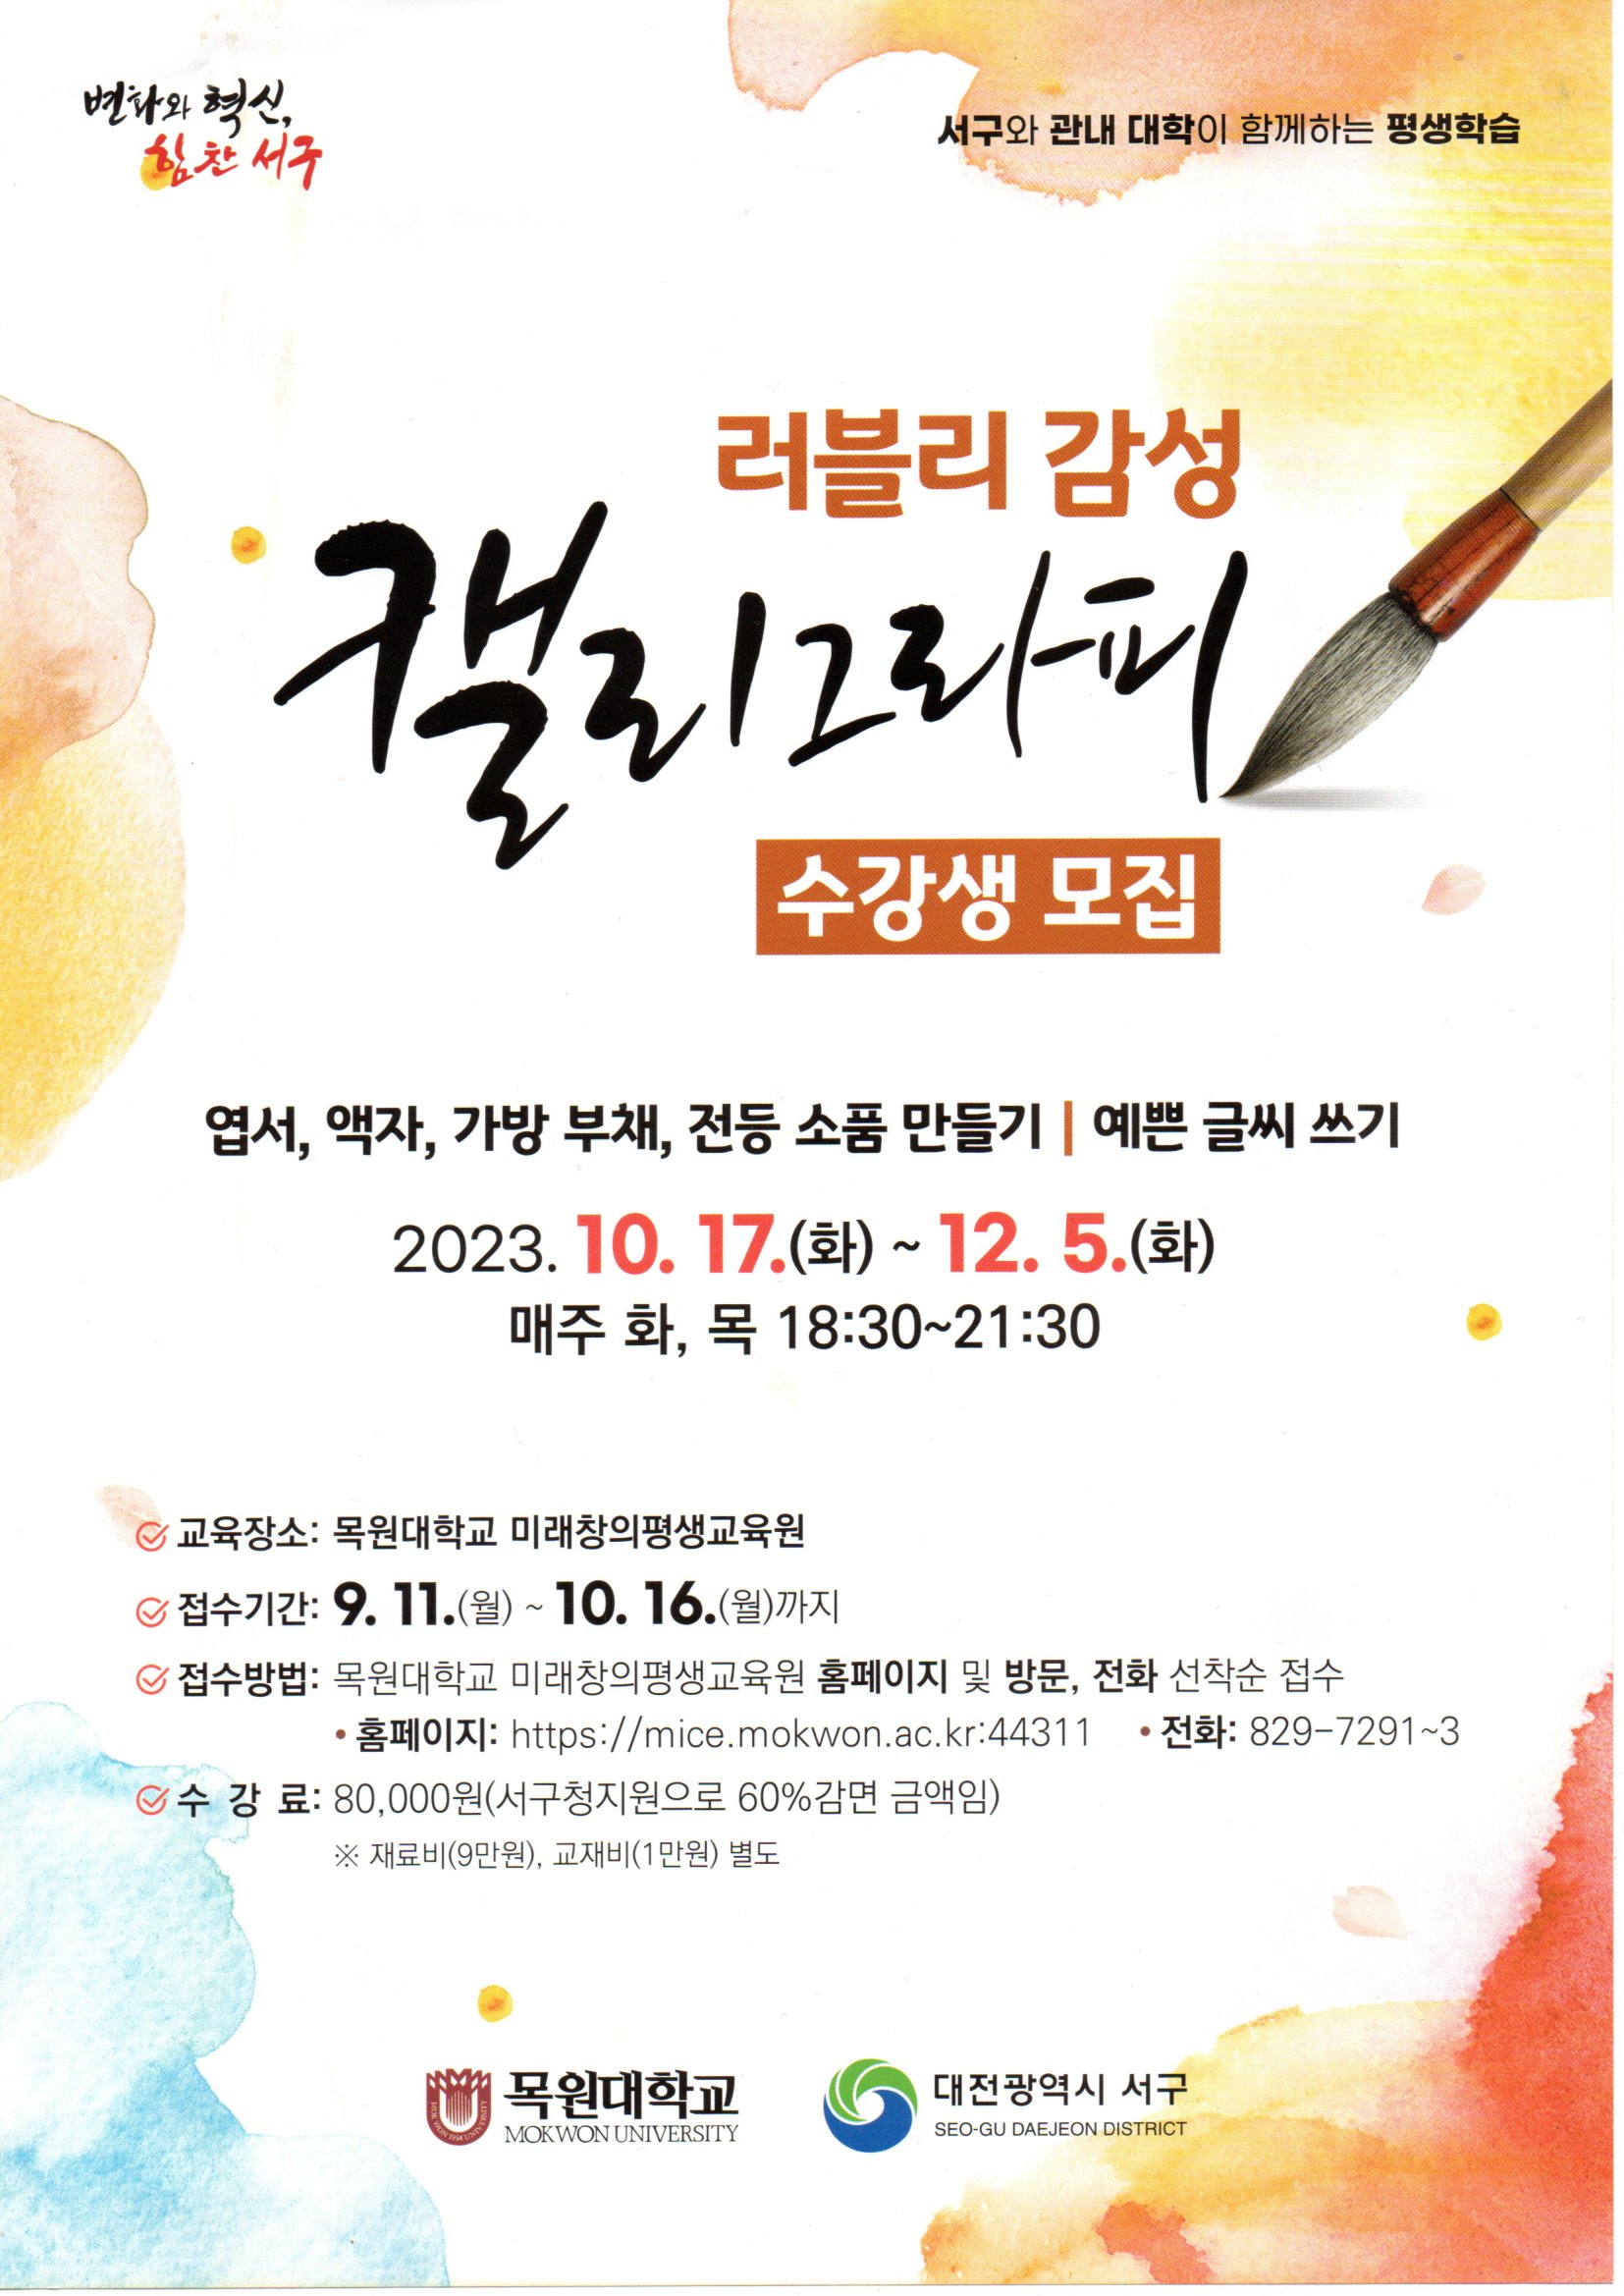 변화와 혁신,
힘찬 서구
서구와 관내 대학이 함께하는 평생학습
러블리 감성
캘리그라피
수강생 모집
엽서, 액자, 가방 부채, 전등 소품 만들기 | 예쁜 글씨 쓰기
2023. 10. 17.(화) ~ 12. 5.(화)
매주 화, 목 18:30~21:30
교육장소: 목원대학교 미래창의평생교육원
접수기간: 9. 11.(월) ~ 10. 16.(월)까지
접수방법: 목원대학교 미래창의평생교육원 홈페이지 및 방문, 전화 선착순 접수
• 홈페이지: https://mice.mokwon.ac.kr:44311 • 전화: 829-7291~3
수 강 료: 80,000원(서구청지원으로 60%감면 금액임)
※ 재료비(9만원), 교재비(1만원) 별도
MOK WON 1954 UNIVERSITY
목원대학교
MOKWON UNIVERSITY
대전광역시 서구
SEO-GU DAEJEON DISTRICT